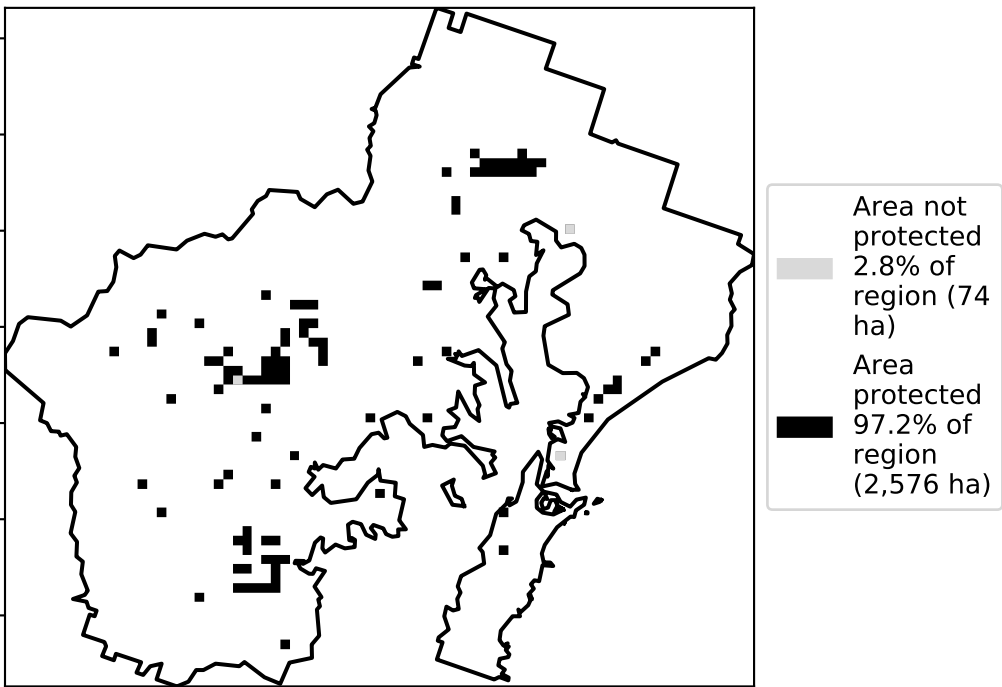 Area not
protected
2.8% of
region (74
ha)
Area
protected
97.2% of
region
(2,576 ha)